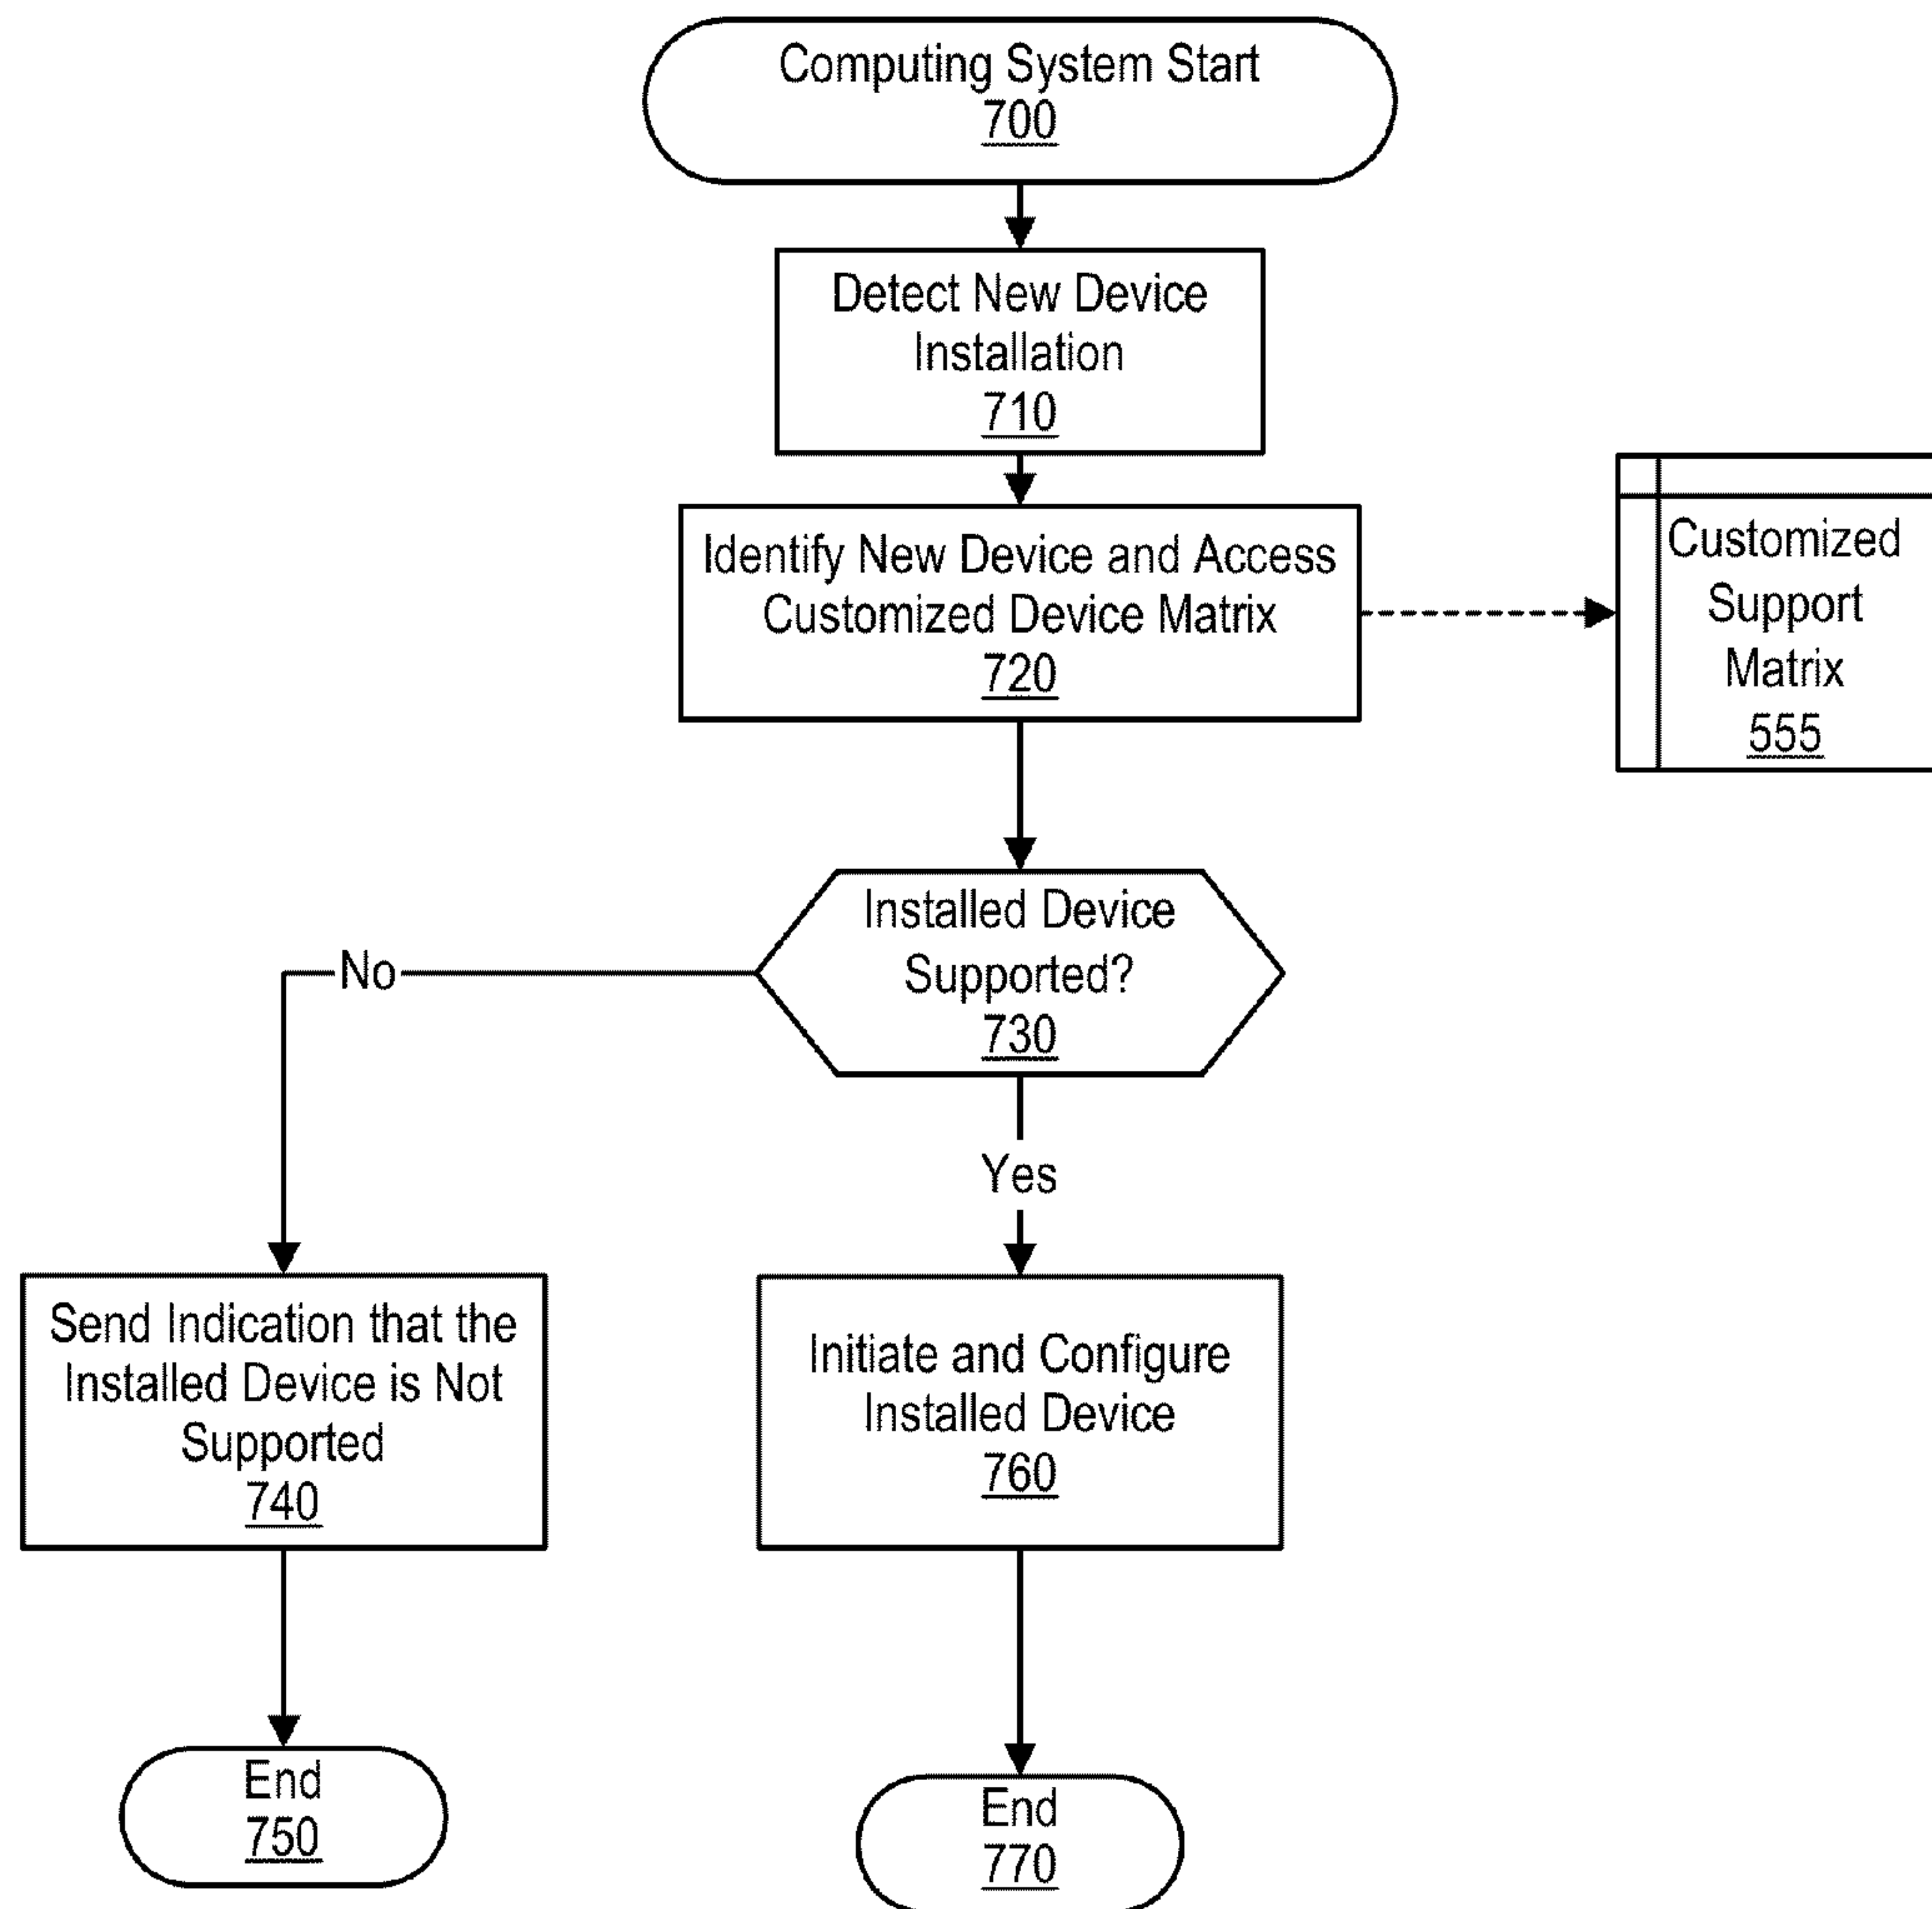 Computing System Start
700
Detect New Device
Installation
710
Identify New Device and Access
Customized Device Matrix
720
Customized
Support
Matrix
555
Installed Device
Supported?
730
No
Yes
Send Indication that the
Installed Device is Not
Supported
740
Initiate and Configure
Installed Device
760
End
750
End
770